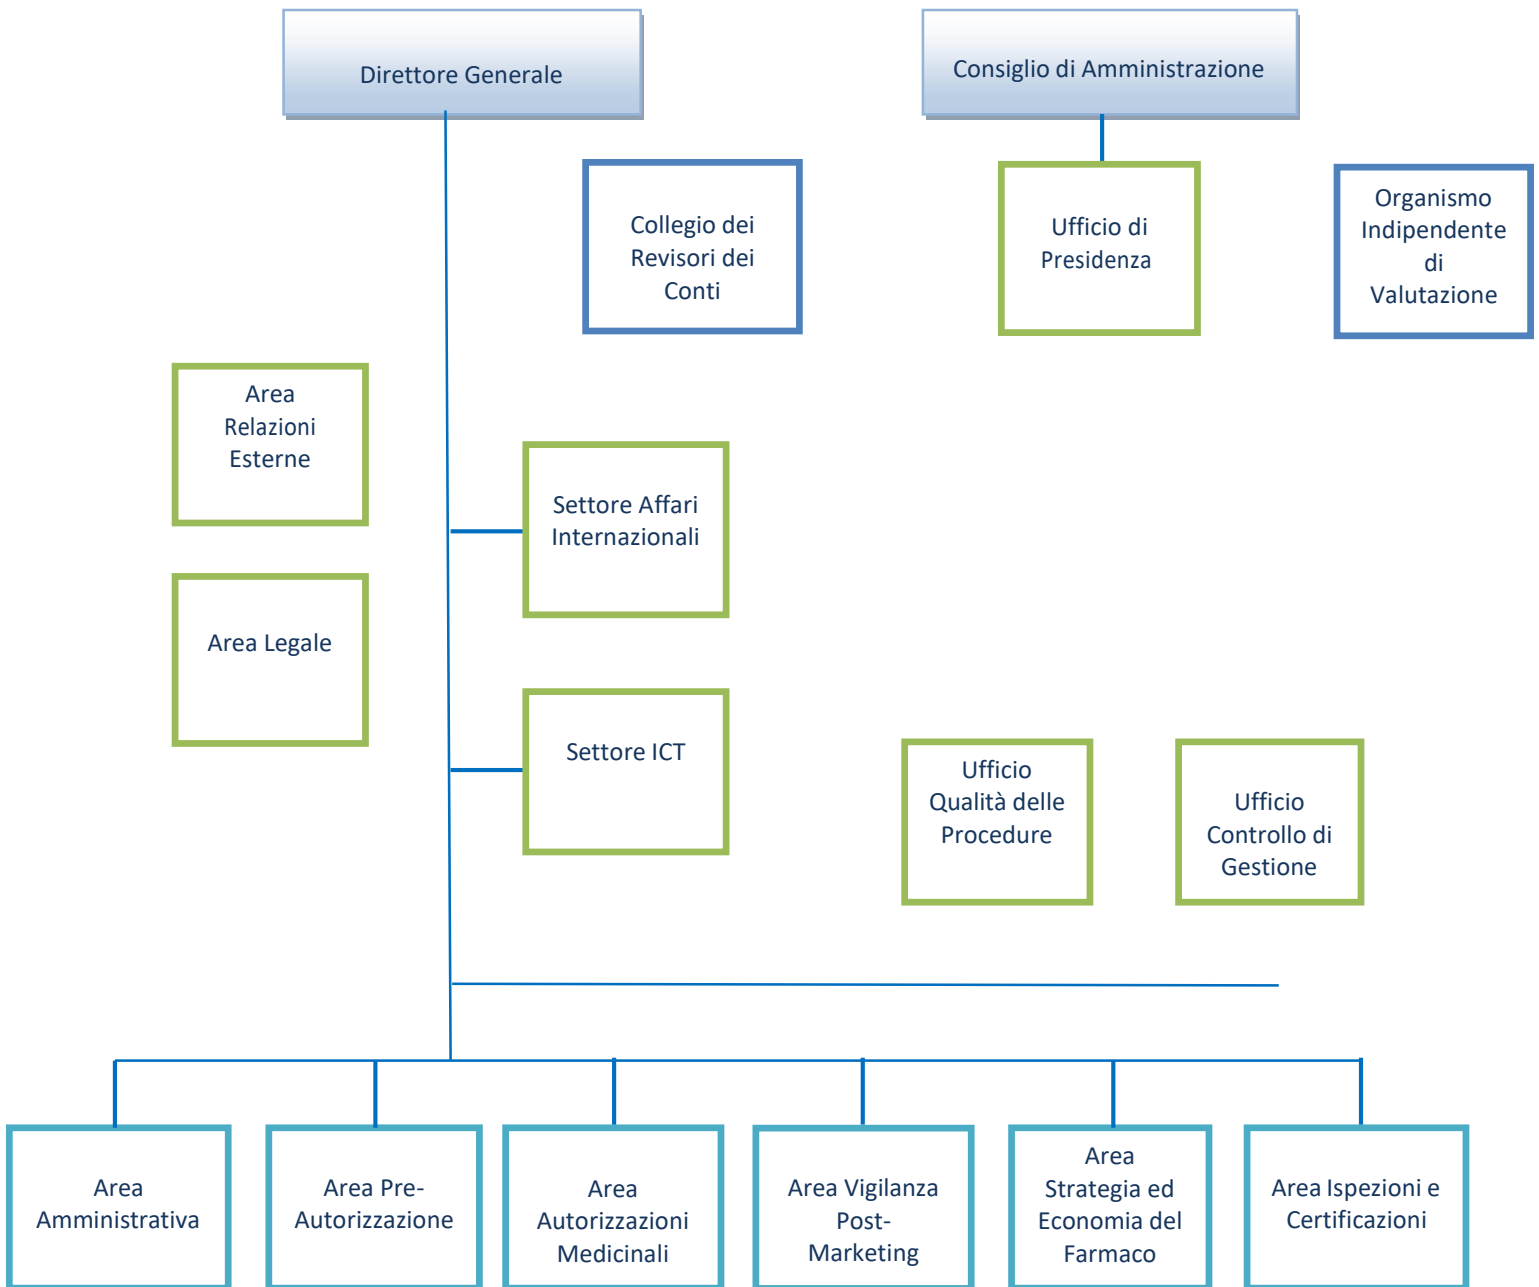 Direttore Generale
Consiglio di Amministrazione
Collegio dei
Revisori dei
Conti
Ufficio di
Presidenza
Organismo
Indipendente
di
Valutazione
Area
Relazioni
Esterne
Settore Affari
Internazionali
Area Legale
Settore ICT
Ufficio
Qualità delle
Procedure
Ufficio
Controllo di
Gestione
Area
Amministrativa
Area Pre-
Autorizzazione
Area
Autorizzazioni
Medicinali
Area Vigilanza
Post-
Marketing
Area
Strategia ed
Economia del
Farmaco
Area Ispezioni e
Certificazioni